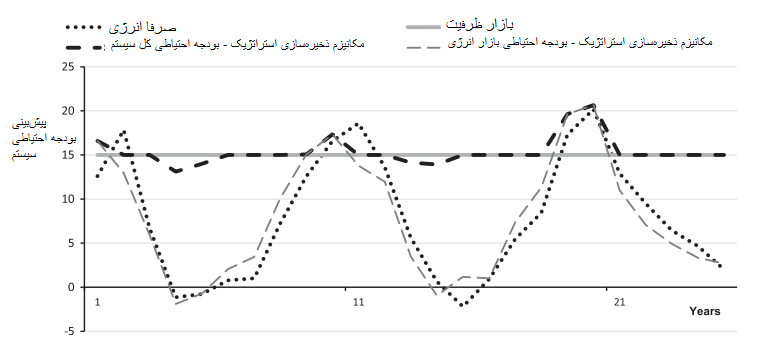 صرفا انرژی
بازار ظرفیت
مکانیزم ذخیره‌سازی استراتژیک - بودجه احتیاطی کل سیستم :
مکانیزم ذخیره‌سازی استراتژیک - بودجه احتیاطی بازار انرژی
25
20
پیش‌بینی
بودجه احتیاطی
سیستم
15
10
5
0
-5
1
11
21
Years